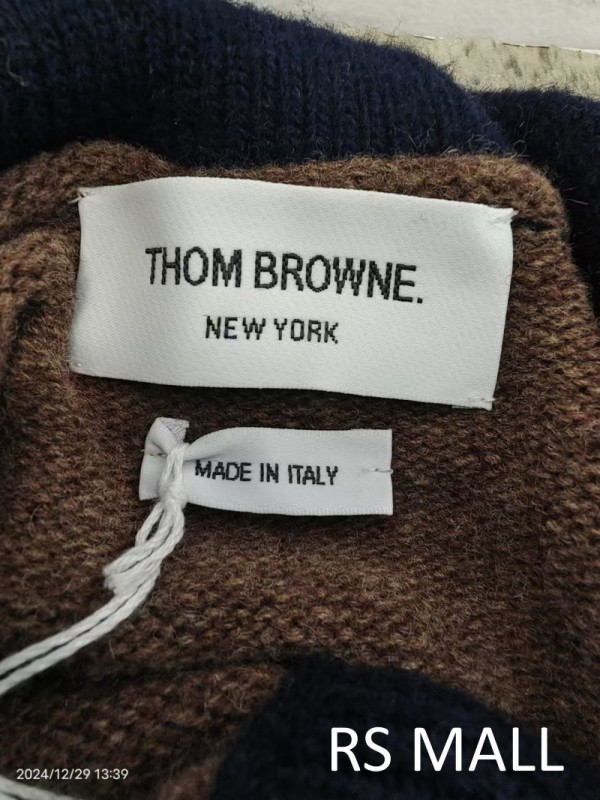 THOM BROWNE.
NEW YORK
MADE IN ITALY
RS MALL
2024/12/29 13:39